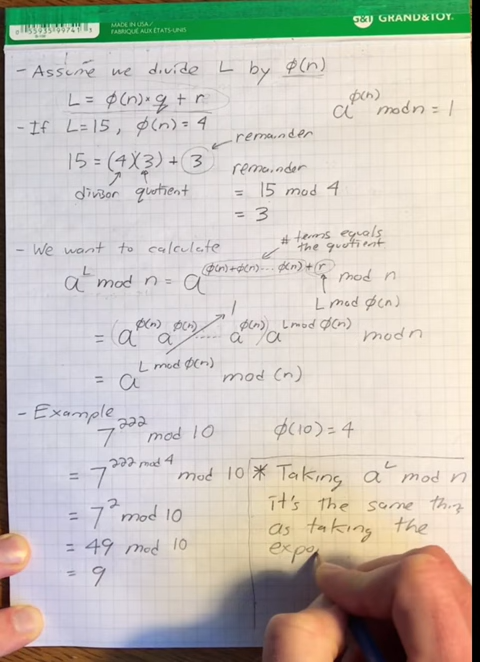 0 55935 99741 3
MADE IN USA /
FABRIQUÉ AUX ÉTATS-UNIS
G&T GRAND&TOY.
- Assume we divide L by ϕ(n)
L = ϕ(n)×q + r
a^ϕ(n) mod n = 1
- If L=15, ϕ(n) = 4
remainder
15 = (4)(3) + 3
divisor quotient
remainder
= 15 mod 4
= 3
- We want to calculate
# terms equals
the quotient
a^L mod n = a^(ϕ(n)+ϕ(n)....ϕ(n)+r) mod n
L mod ϕ(n)
1
= (a^ϕ(n) a^ϕ(n) ..... a^ϕ(n)) a^(L mod ϕ(n)) mod n
= a^(L mod ϕ(n)) mod (n)
- Example
7^222 mod 10
ϕ(10) = 4
= 7^(222 mod 4) mod 10
= 7^2 mod 10
= 49 mod 10
= 9
* Taking a^L mod n
it's the same thing
as taking the
expo